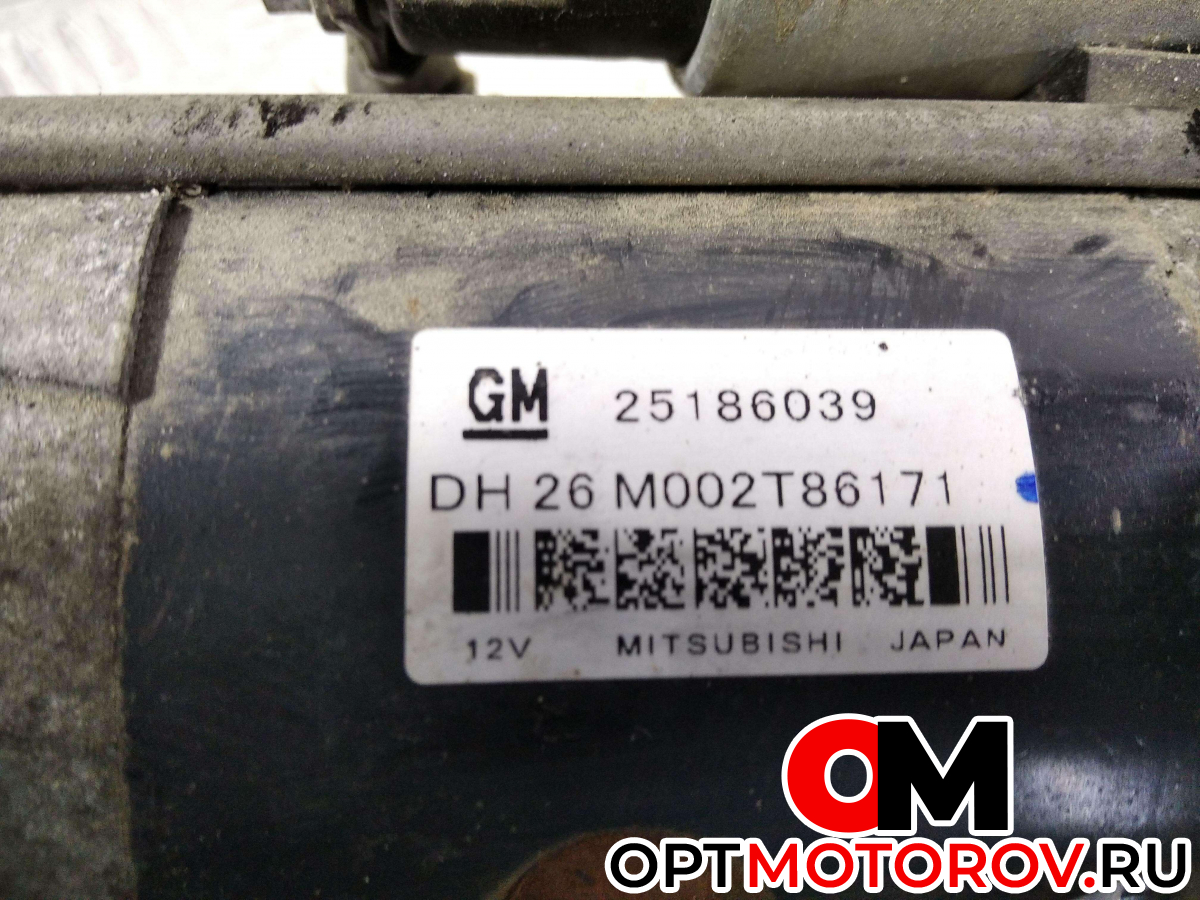 GM 25186039
DH 26 M002T86171
12V MITSUBISHI JAPAN
OM
OPTMOTOROV.RU